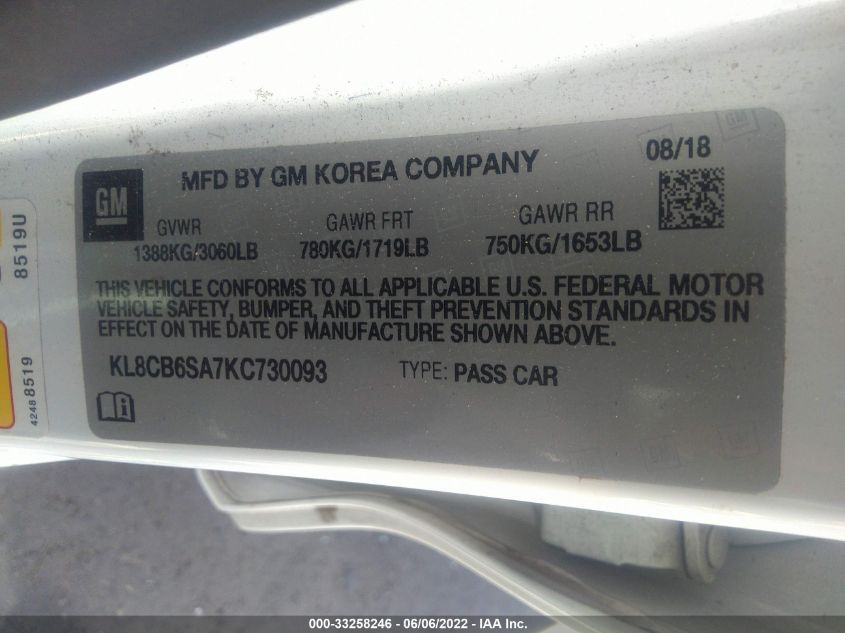 MFD BY GM KOREA COMPANY
08/18
GM
GVWR
GAWR FRT
GAWR RR
1388KG/3060LB
780KG/1719LB
750KG/1653LB
THIS VEHICLE CONFORMS TO ALL APPLICABLE U.S. FEDERAL MOTOR
VEHICLE SAFETY, BUMPER, AND THEFT PREVENTION STANDARDS IN
EFFECT ON THE DATE OF MANUFACTURE SHOWN ABOVE.
KL8CB6SA7KC730093
TYPE: PASS CAR
8519U
42488519
000-33258246 - 06/06/2022 - IAA Inc.